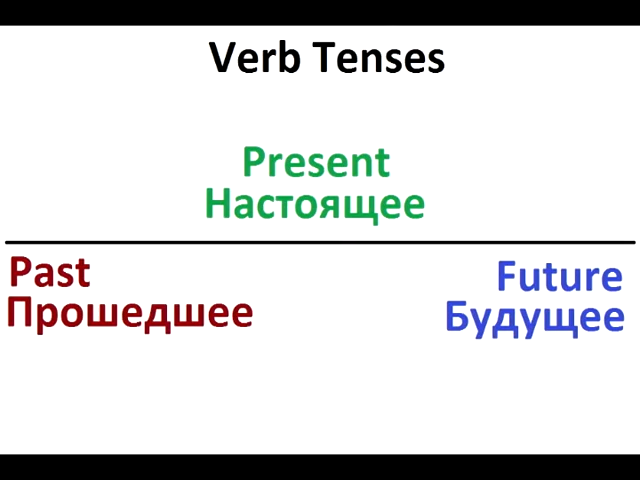 Verb Tenses
Present
Настоящее
Past
Прошедшее
Future
Будущее